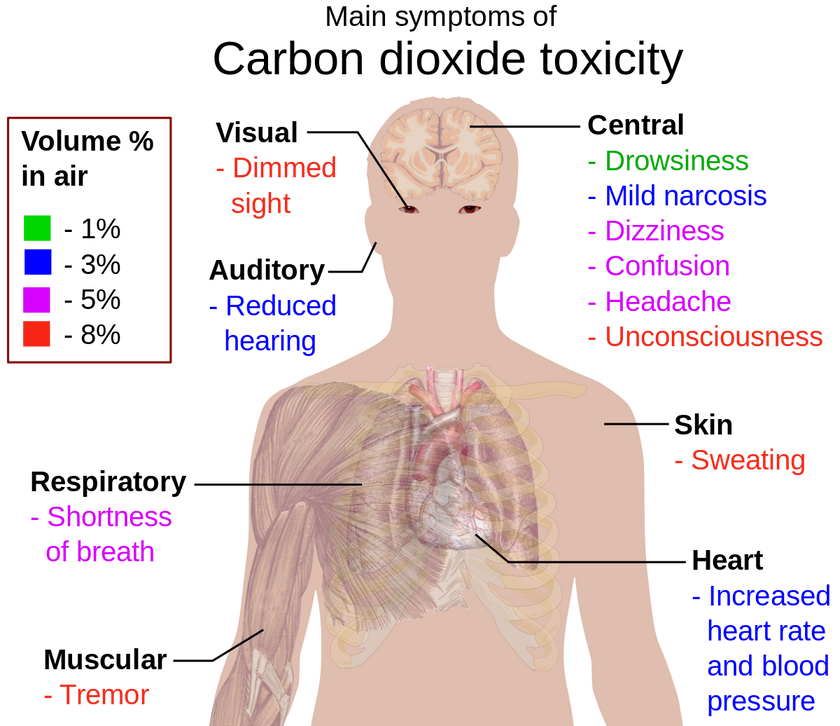 Main symptoms of
Carbon dioxide toxicity
Volume %
in air
- 1%
- 3%
- 5%
- 8%
Visual
- Dimmed
sight
Auditory
- Reduced
hearing
Central
- Drowsiness
- Mild narcosis
- Dizziness
- Confusion
- Headache
- Unconsciousness
Skin
- Sweating
Respiratory
- Shortness
of breath
Heart
- Increased
heart rate
and blood
pressure
Muscular
- Tremor